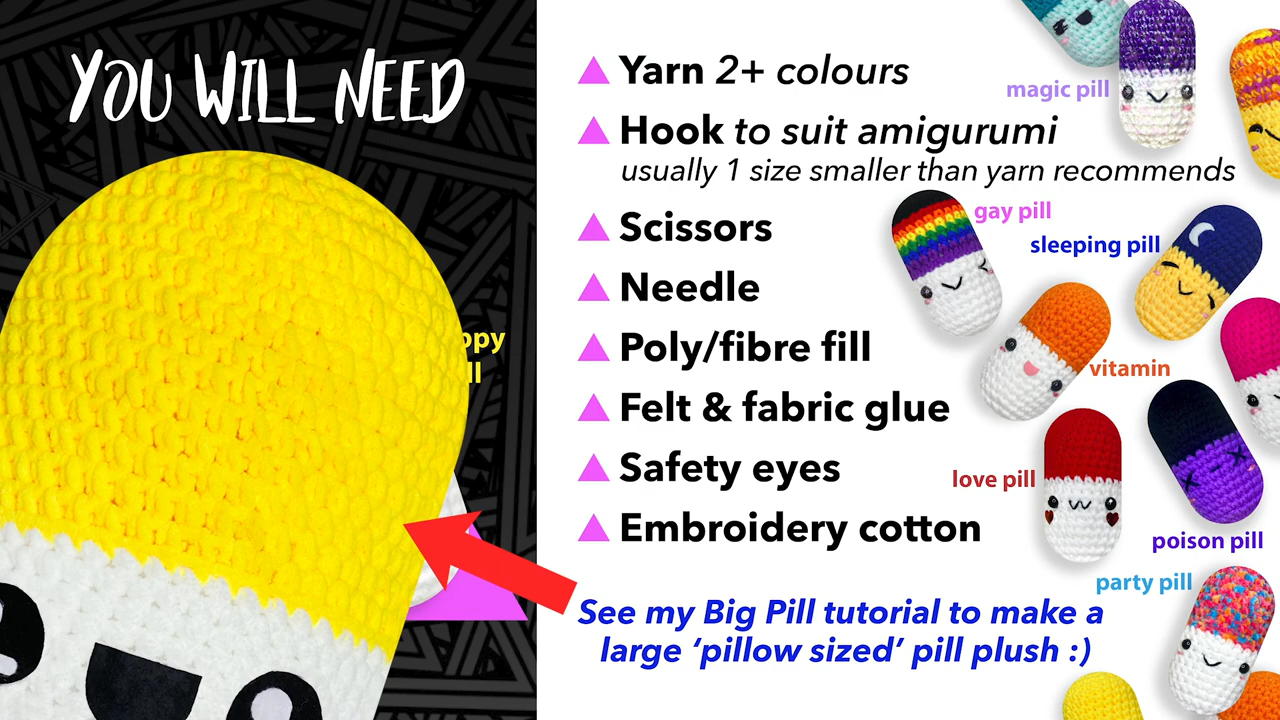 YOU WILL NEED
Yarn 2+ colours
Hook to suit amigurumi
usually 1 size smaller than yarn recommends
Scissors
Needle
Poly/fibre fill
Felt & fabric glue
Safety eyes
Embroidery cotton
See my Big Pill tutorial to make a
large ‘pillow sized’ pill plush :)
magic pill
gay pill
sleeping pill
vitamin
love pill
poison pill
party pill